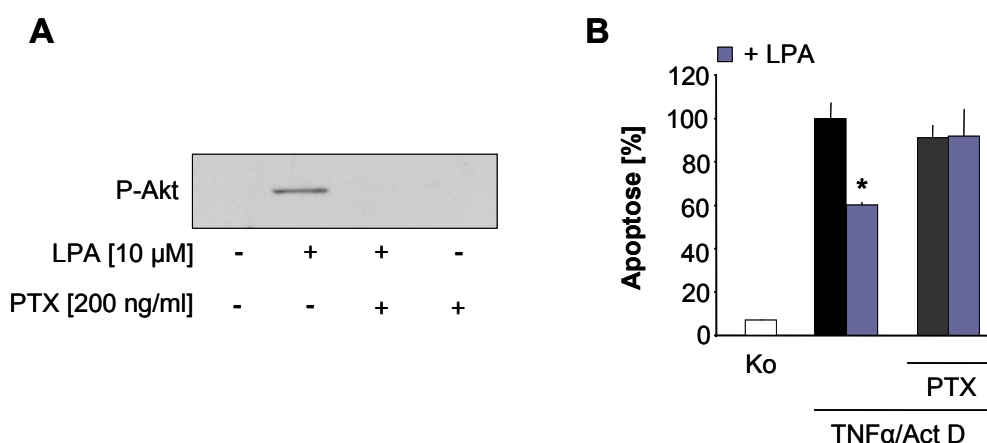 A
P-Akt
LPA [10 µM] - + + -
PTX [200 ng/ml] - - + +
B
+ LPA
Apoptose [%]
120
100
80
60
40
20
0
*
Ko
PTX
TNFα/Act D